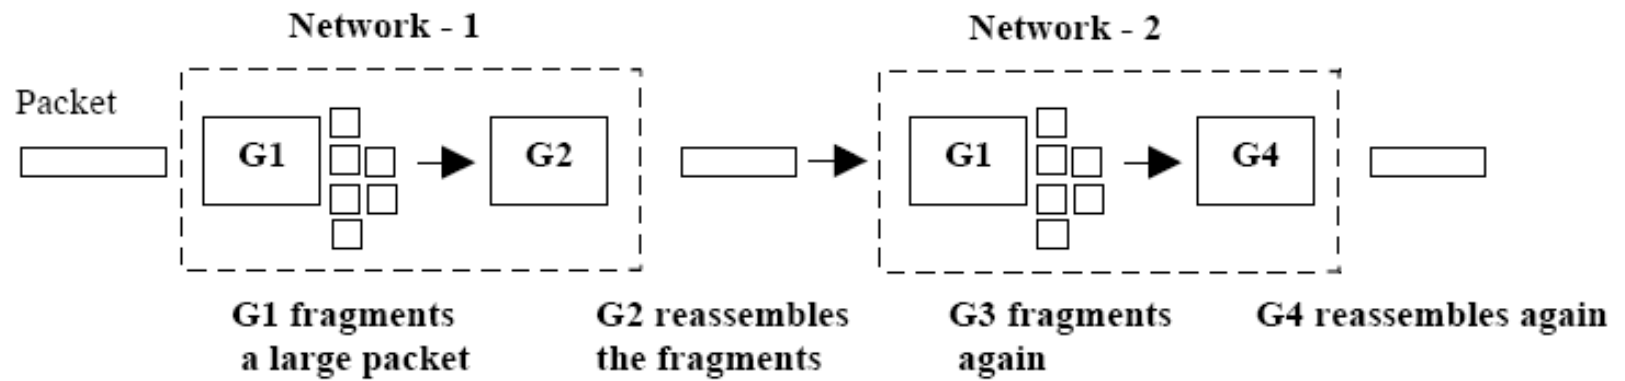 Network - 1
Network - 2
Packet
G1
G2
G1
G4
G1 fragments
a large packet
G2 reassembles
the fragments
G3 fragments
again
G4 reassembles again